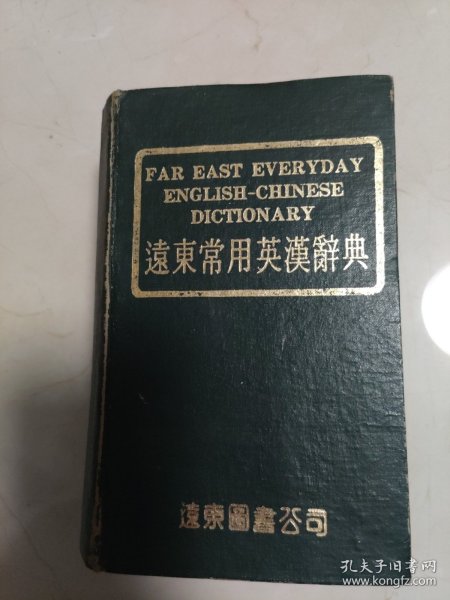 FAR EAST EVERYDAY
ENGLISH-CHINESE
DICTIONARY
遠東常用英漢辭典
遠東圖書公司
孔夫子旧书网
www.kongfz.com